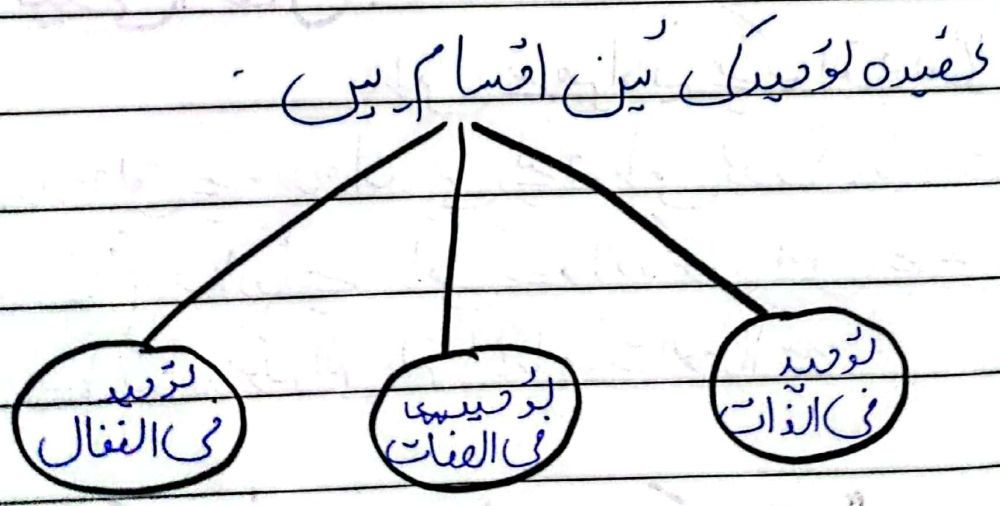 عقیدہ توحید کی تین اقسام ہیں۔
توحید
فی الذات
توحید
فی الصفات
توحید
فی الافعال